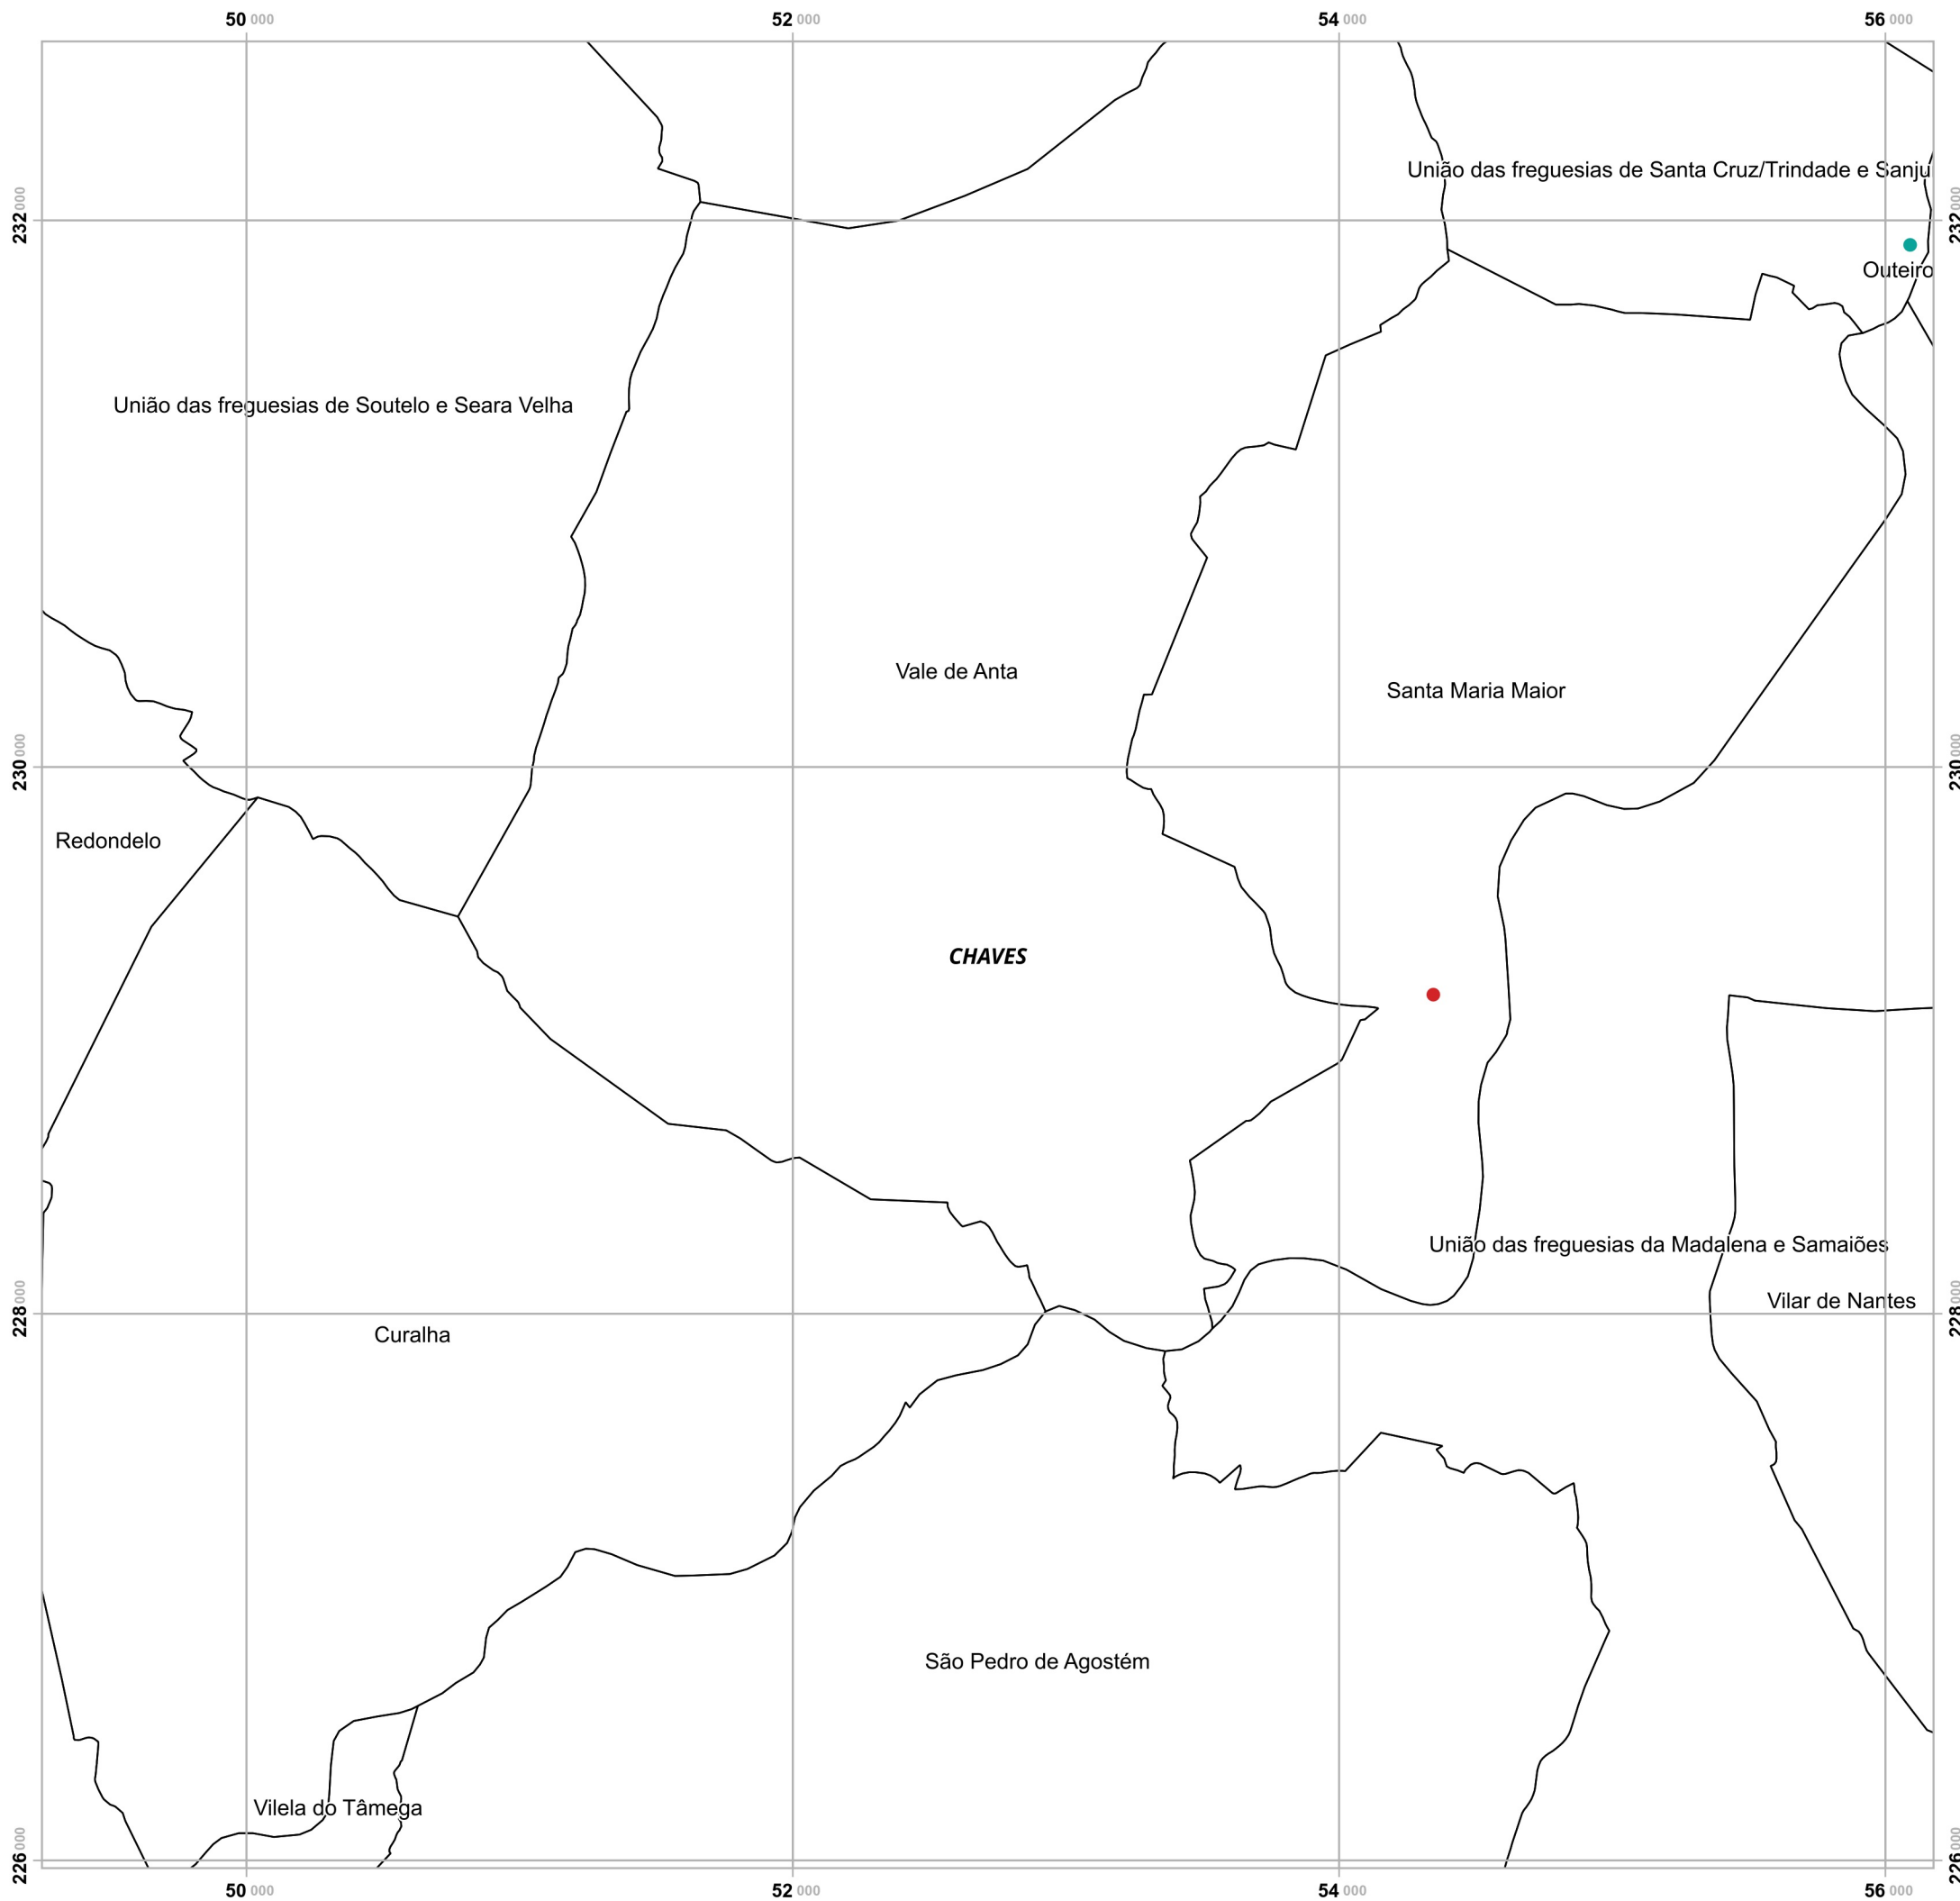 50 000 52 000 54 000 56 000
União das freguesias de Santa Cruz/Trindade e Sanju
232 000 232 000
Outeiro
União das freguesias de Soutelo e Seara Velha
Vale de Anta
Santa Maria Maior
230 000 230 000
Redondelo
CHAVES
União das freguesias da Madalena e Samaiões
Vilar de Nantes
228 000 228 000
Curalha
São Pedro de Agostém
Vilela do Tâmega
226 000 226 000
50 000 52 000 54 000 56 000